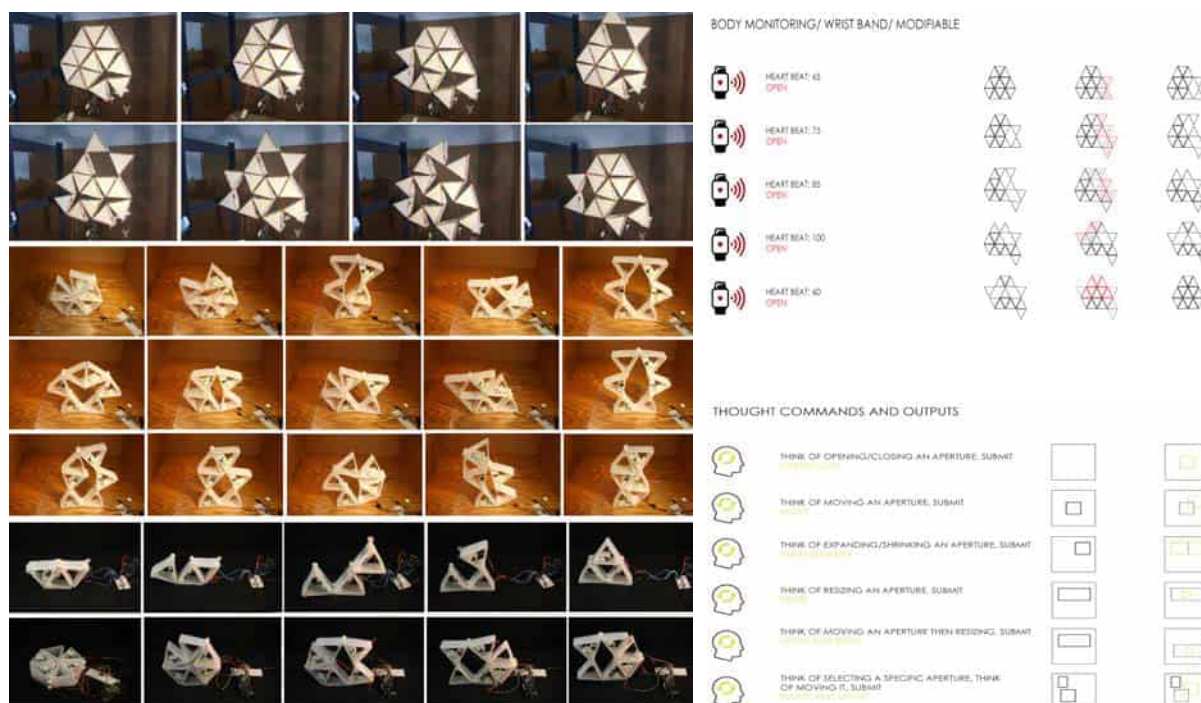 BODY MONITORING/ WRIST BAND/ MODIFIABLE
HEART BEAT: 65
OPEN
HEART BEAT: 75
OPEN
HEART BEAT: 85
OPEN
HEART BEAT: 100
OPEN
HEART BEAT: 60
OPEN
THOUGHT COMMANDS AND OUTPUTS
THINK OF OPENING/CLOSING AN APERTURE, SUBMIT
THINK OF MOVING AN APERTURE, SUBMIT
MOVE
THINK OF EXPANDING/SHRINKING AN APERTURE, SUBMIT
THINK OF RESIZING AN APERTURE, SUBMIT
THINK OF MOVING AN APERTURE THEN RESIZING, SUBMIT
THINK OF SELECTING A SPECIFIC APERTURE, THINK
OF MOVING IT, SUBMIT